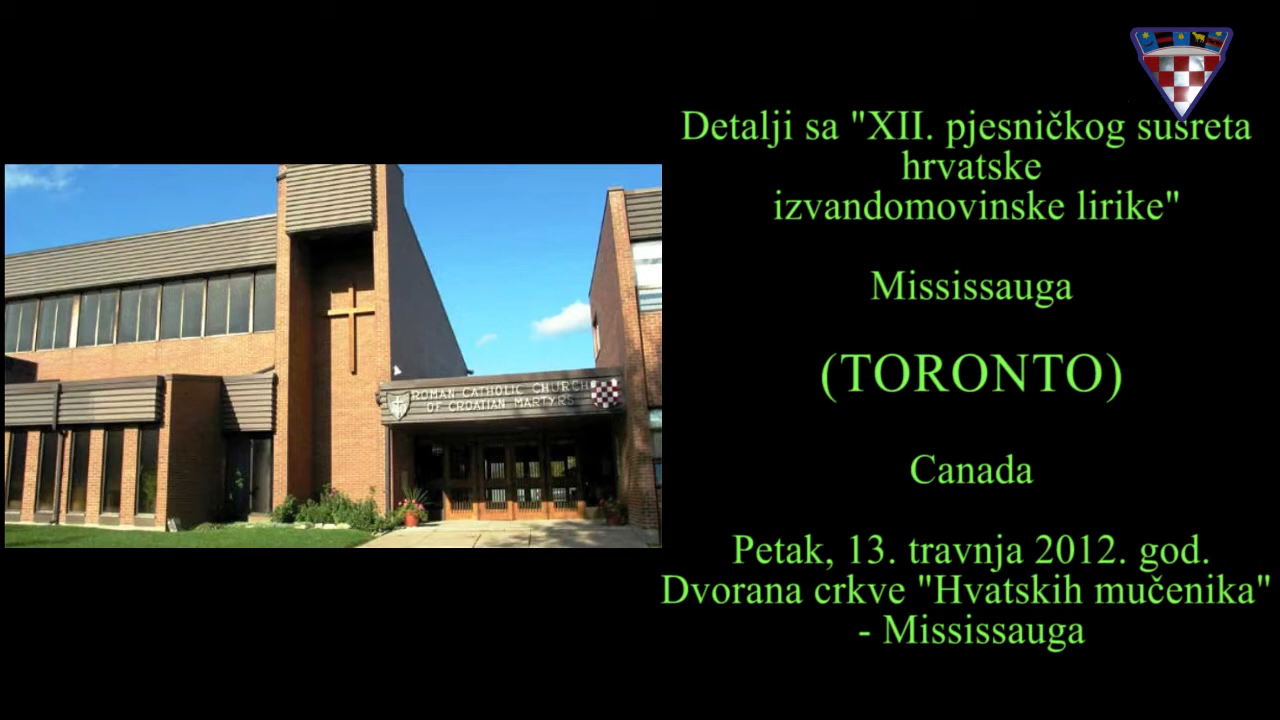 Detalji sa "XII. pjesničkog susreta
hrvatske
izvandomovinske lirike"
Mississauga
(TORONTO)
Canada
Petak, 13. travnja 2012. god.
Dvorana crkve "Hvatskih mučenika"
- Mississauga
ROMAN CATHOLIC CHURCH
OF CROATIAN MARTYRS